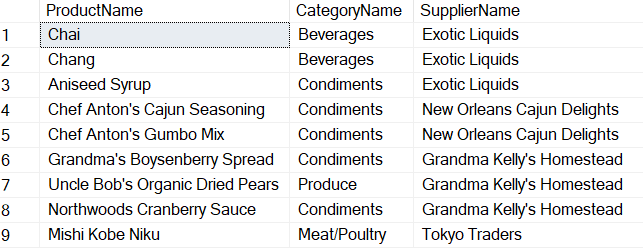 ProductName CategoryName SupplierName
1 Chai Beverages Exotic Liquids
2 Chang Beverages Exotic Liquids
3 Aniseed Syrup Condiments Exotic Liquids
4 Chef Anton's Cajun Seasoning Condiments New Orleans Cajun Delights
5 Chef Anton's Gumbo Mix Condiments New Orleans Cajun Delights
6 Grandma's Boysenberry Spread Condiments Grandma Kelly's Homestead
7 Uncle Bob's Organic Dried Pears Produce Grandma Kelly's Homestead
8 Northwoods Cranberry Sauce Condiments Grandma Kelly's Homestead
9 Mishi Kobe Niku Meat/Poultry Tokyo Traders